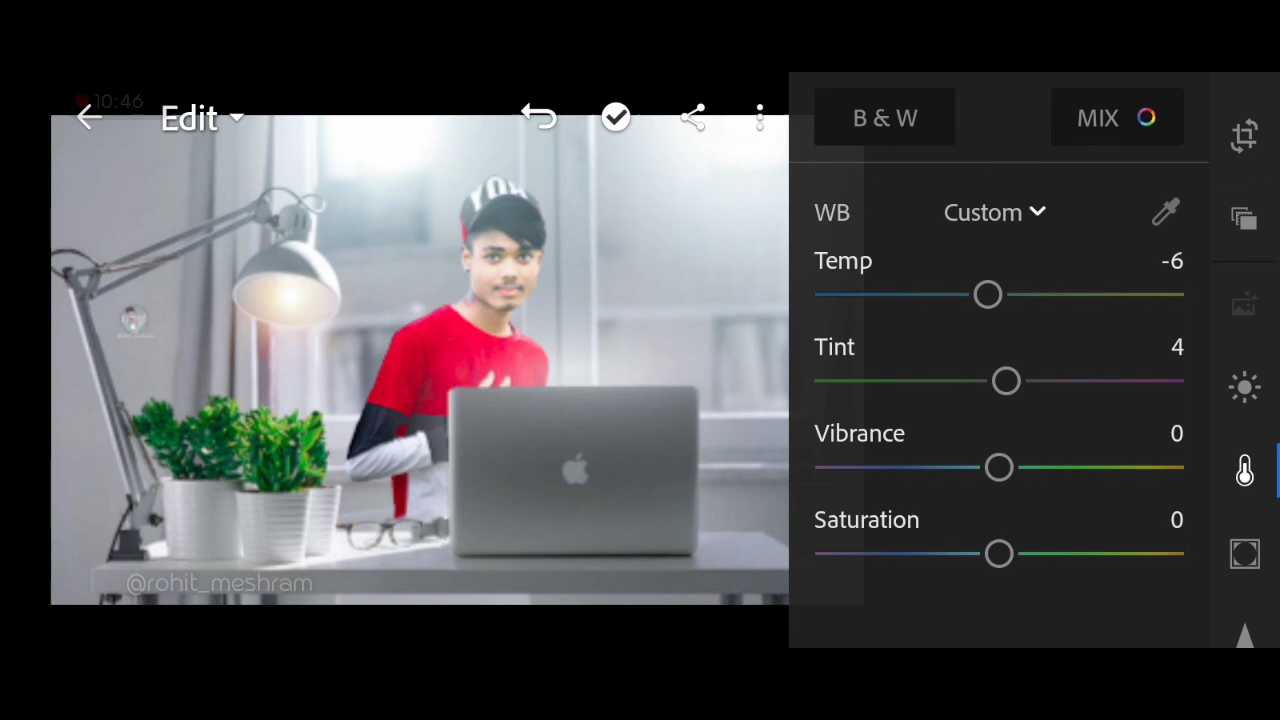 10:46
Edit
B & W
MIX
WB
Custom
Temp
-6
Tint
4
Vibrance
0
Saturation
0
@rohit_meshram